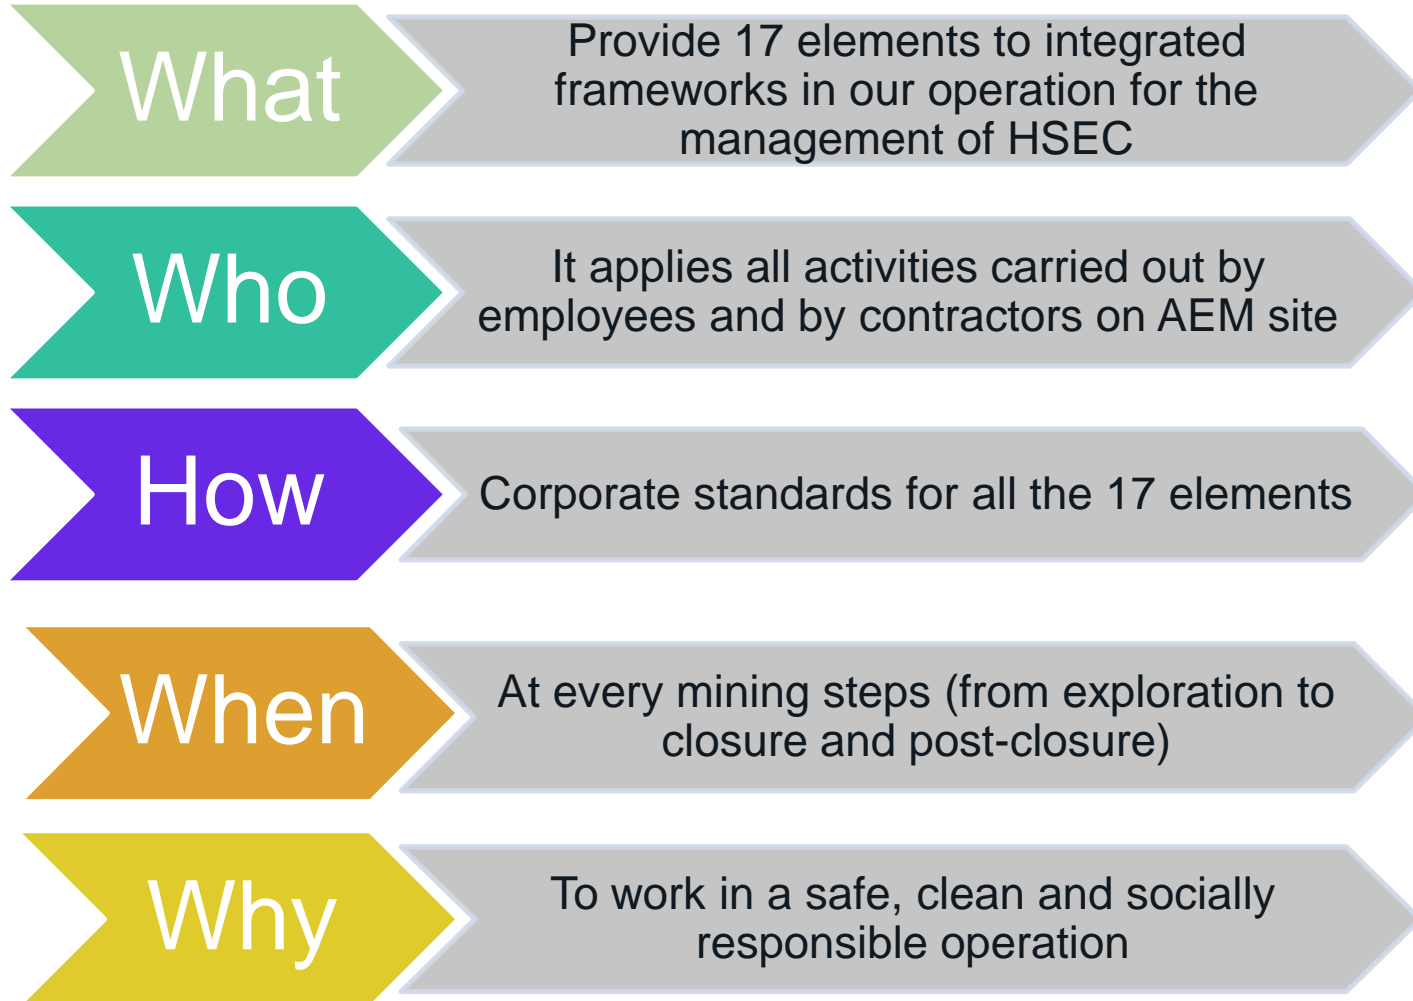 What
Provide 17 elements to integrated
frameworks in our operation for the
management of HSEC
Who
It applies all activities carried out by
employees and by contractors on AEM site
How
Corporate standards for all the 17 elements
When
At every mining steps (from exploration to
closure and post-closure)
Why
To work in a safe, clean and socially
responsible operation